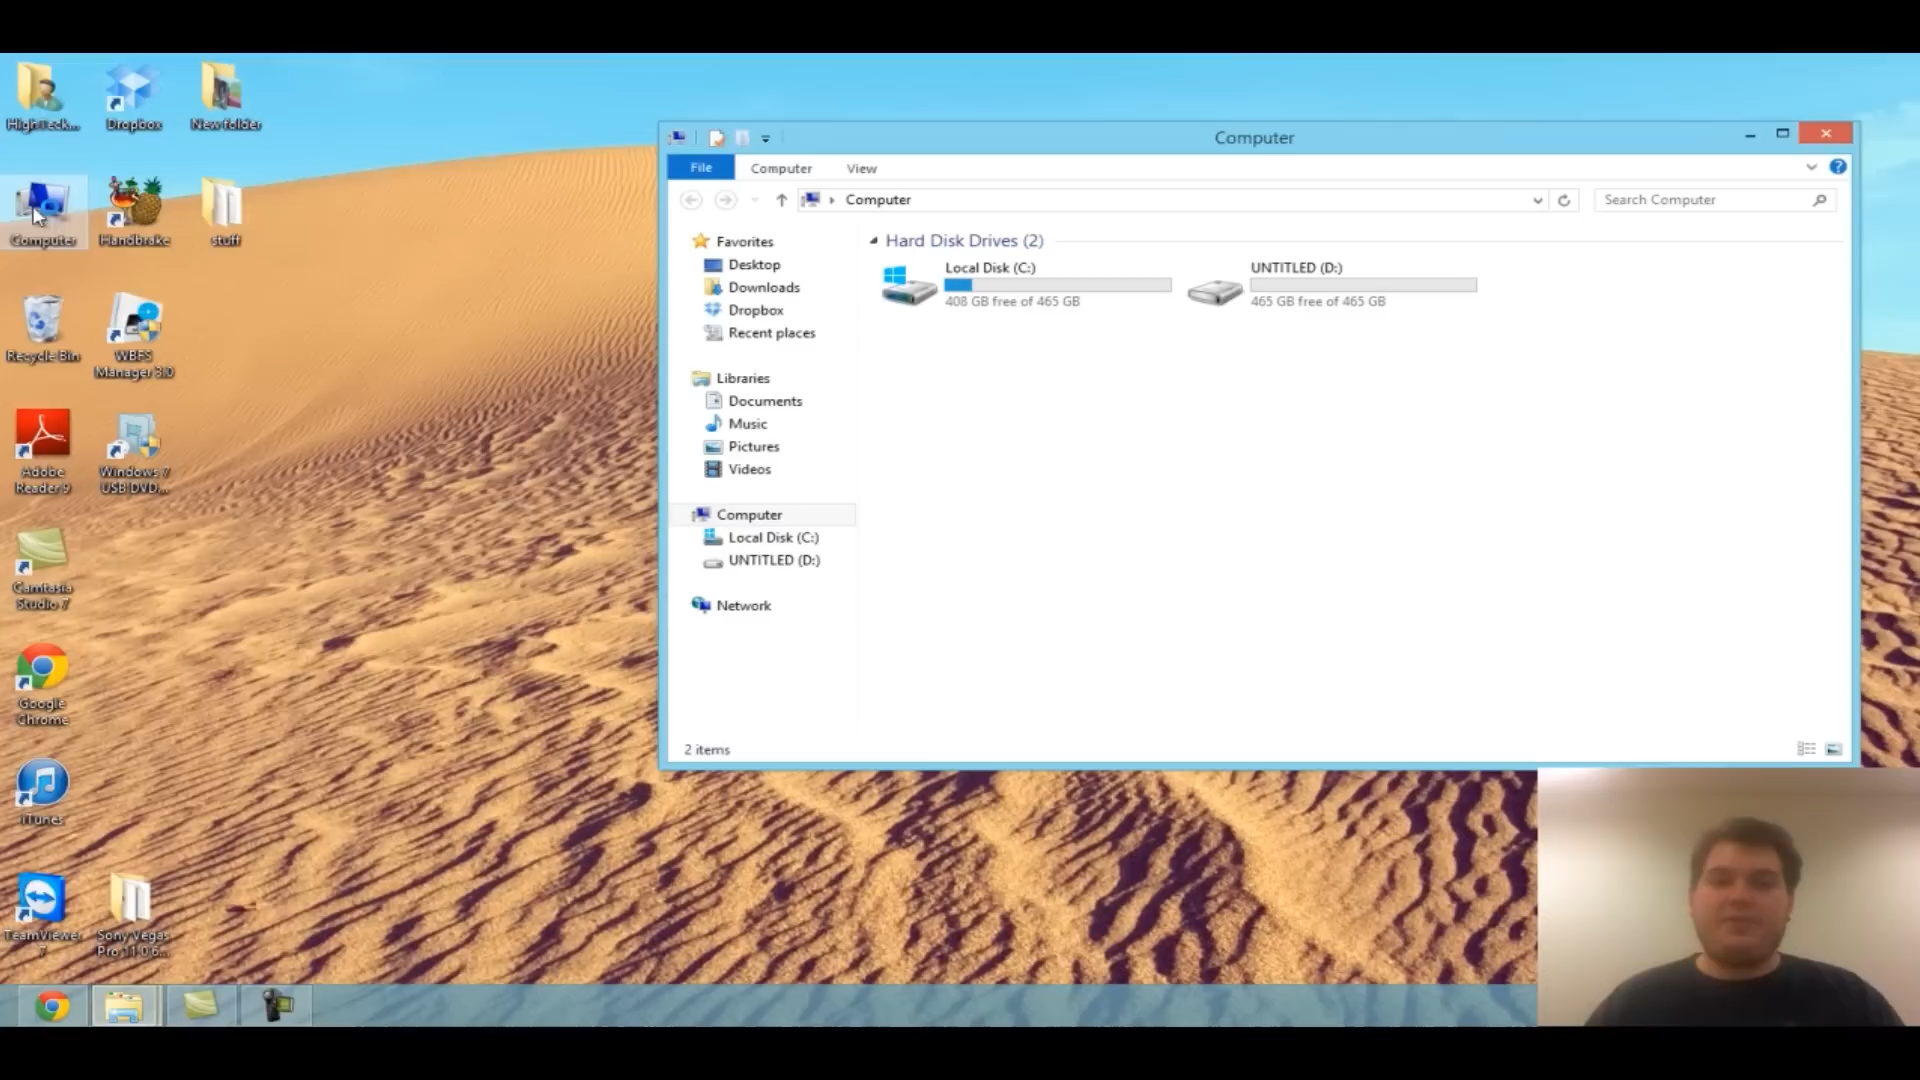 HighTeck...
Dropbox
New folder
Computer
Handbrake
stuff
Recycle Bin
WBFS
Manager 3.0
Adobe
Reader 9
Windows 7
USB DVD...
Camtasia
Studio 7
Google
Chrome
iTunes
TeamViewer
7
Sony Vegas
Pro 11.0.6...
Computer
File
Computer
View
Computer
Search Computer
Favorites
Desktop
Downloads
Dropbox
Recent places
Libraries
Documents
Music
Pictures
Videos
Computer
Local Disk (C:)
UNTITLED (D:)
Network
Hard Disk Drives (2)
Local Disk (C:)
408 GB free of 465 GB
UNTITLED (D:)
465 GB free of 465 GB
2 items